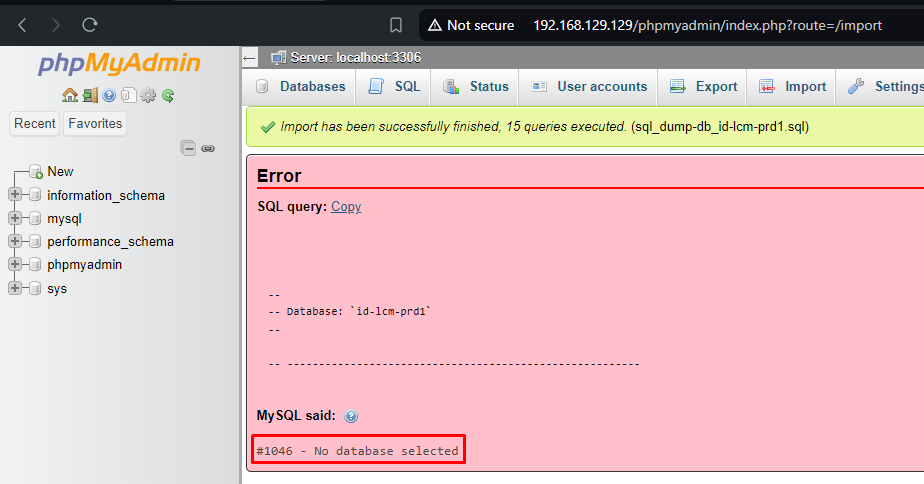 Not secure 192.168.129.129/phpmyadmin/index.php?route=/import
phpMyAdmin
Recent Favorites
New
information_schema
mysql
performance_schema
phpmyadmin
sys
Server: localhost:3306
Databases SQL Status User accounts Export Import Settings
Import has been successfully finished, 15 queries executed. (sql_dump-db_id-lcm-prd1.sql)
Error
SQL query: Copy
--
-- Database: `id-lcm-prd1`
--
-- --------------------------------------------------------
MySQL said:
#1046 - No database selected